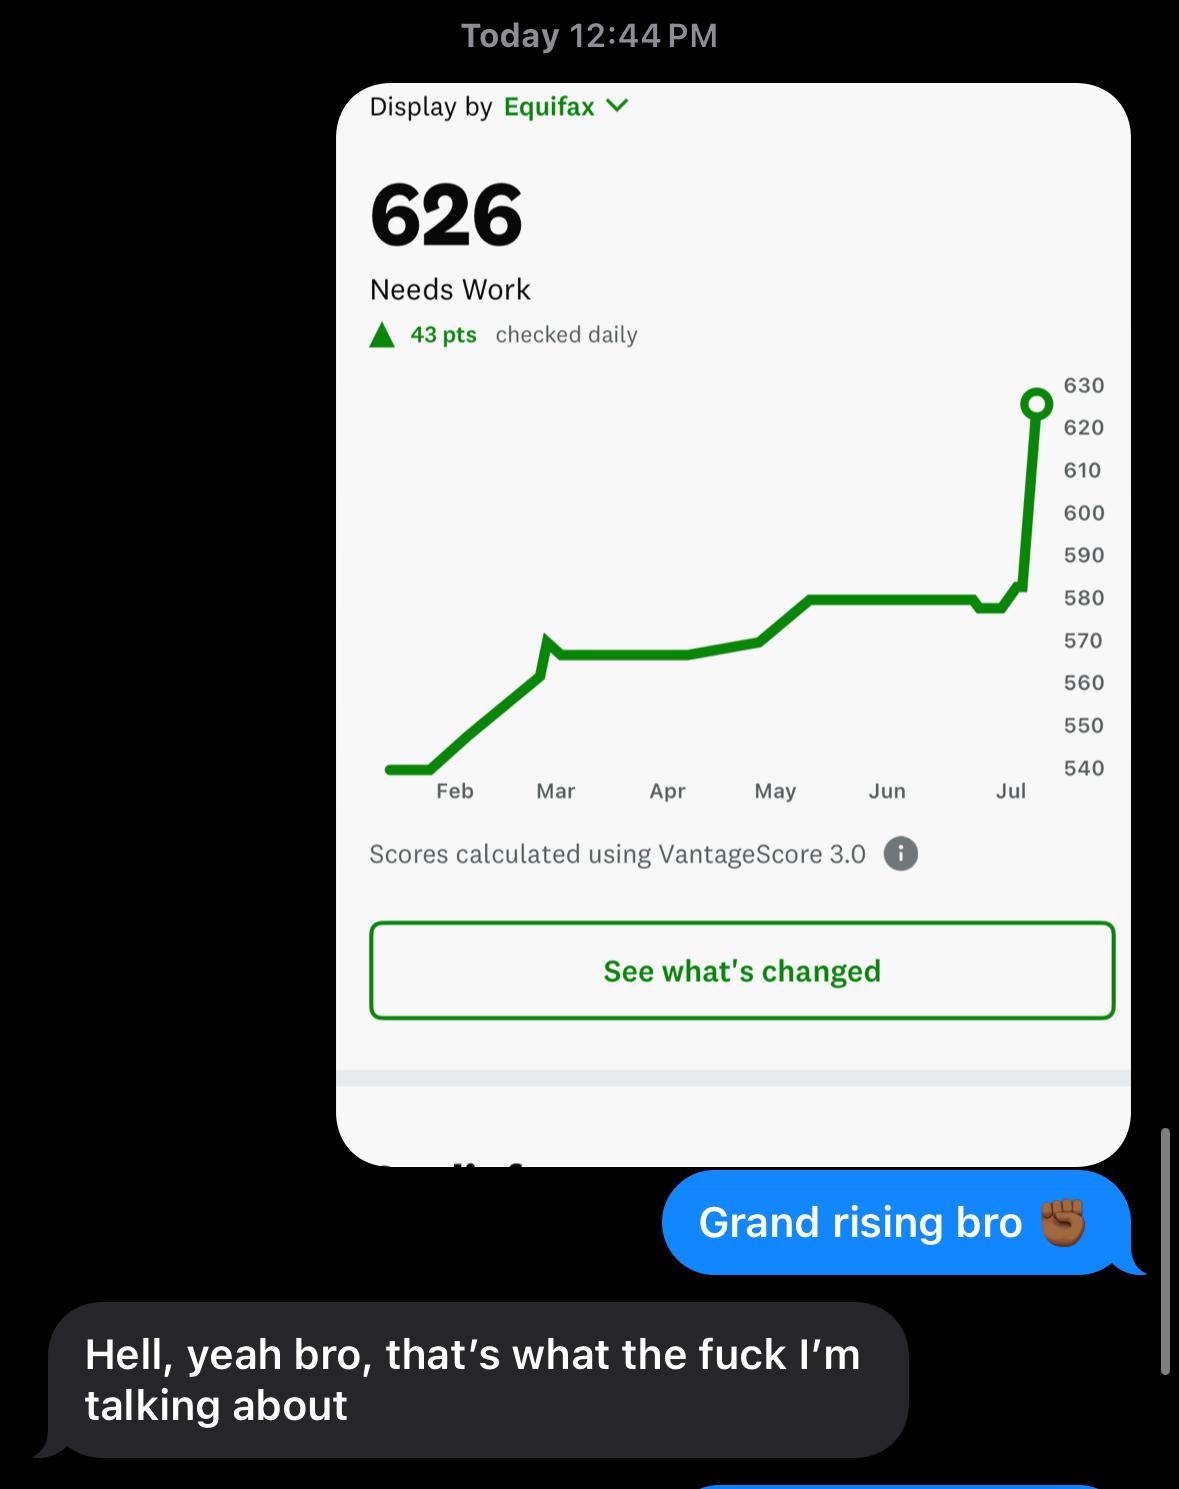 Today 12:44 PM
Display by Equifax
626
Needs Work
43 pts checked daily
630
620
610
600
590
580
570
560
550
540
Feb Mar Apr May Jun Jul
Scores calculated using VantageScore 3.0
See what's changed
Grand rising bro ✊🏾
Hell, yeah bro, that’s what the fuck I’m
talking about